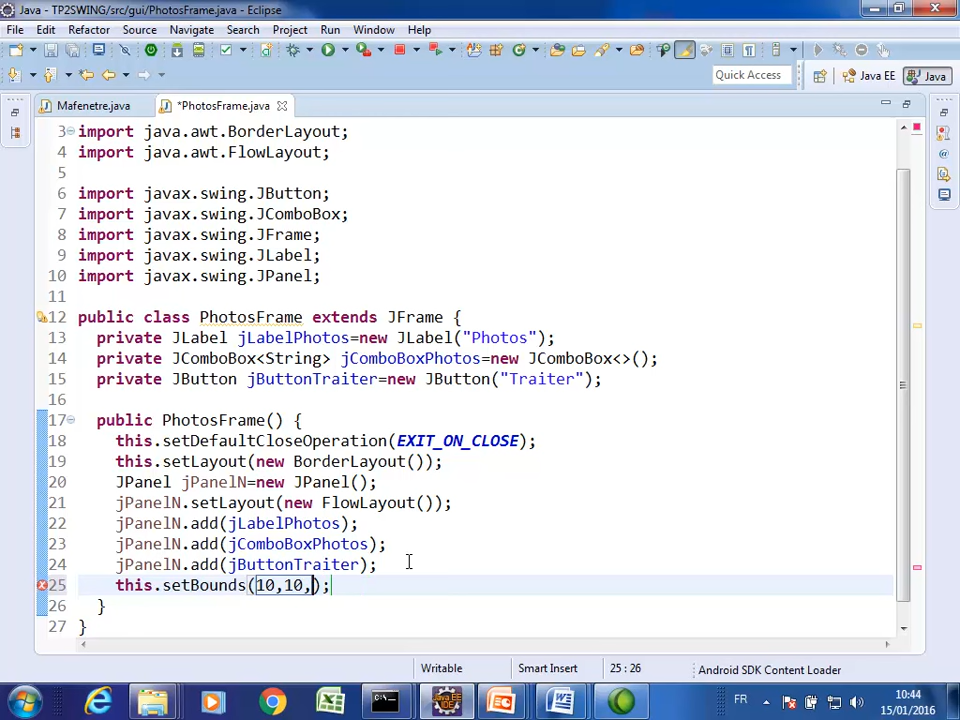 Java - TP2SWING/src/gui/PhotosFrame.java - Eclipse
File Edit Refactor Source Navigate Search Project Run Window Help
Quick Access Java EE Java
Mafenetre.java *PhotosFrame.java
3 import java.awt.BorderLayout;
4 import java.awt.FlowLayout;
5
6 import javax.swing.JButton;
7 import javax.swing.JComboBox;
8 import javax.swing.JFrame;
9 import javax.swing.JLabel;
10 import javax.swing.JPanel;
11
12 public class PhotosFrame extends JFrame {
13 private JLabel jLabelPhotos=new JLabel("Photos");
14 private JComboBox<String> jComboBoxPhotos=new JComboBox<>();
15 private JButton jButtonTraiter=new JButton("Traiter");
16
17 public PhotosFrame() {
18 this.setDefaultCloseOperation(EXIT_ON_CLOSE);
19 this.setLayout(new BorderLayout());
20 JPanel jPanelN=new JPanel();
21 jPanelN.setLayout(new FlowLayout());
22 jPanelN.add(jLabelPhotos);
23 jPanelN.add(jComboBoxPhotos);
24 jPanelN.add(jButtonTraiter);
25 this.setBounds(10,10,);
26 }
27 }
Writable Smart Insert 25 : 26 Android SDK Content Loader
FR 10:44
15/01/2016